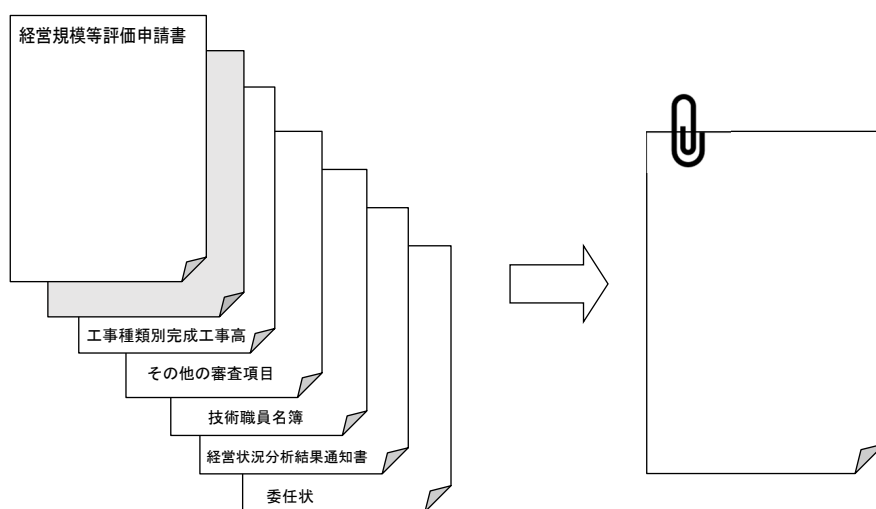 経営規模等評価申請書
工事種類別完成工事高
その他の審査項目
技術職員名簿
経営状況分析結果通知書
委任状